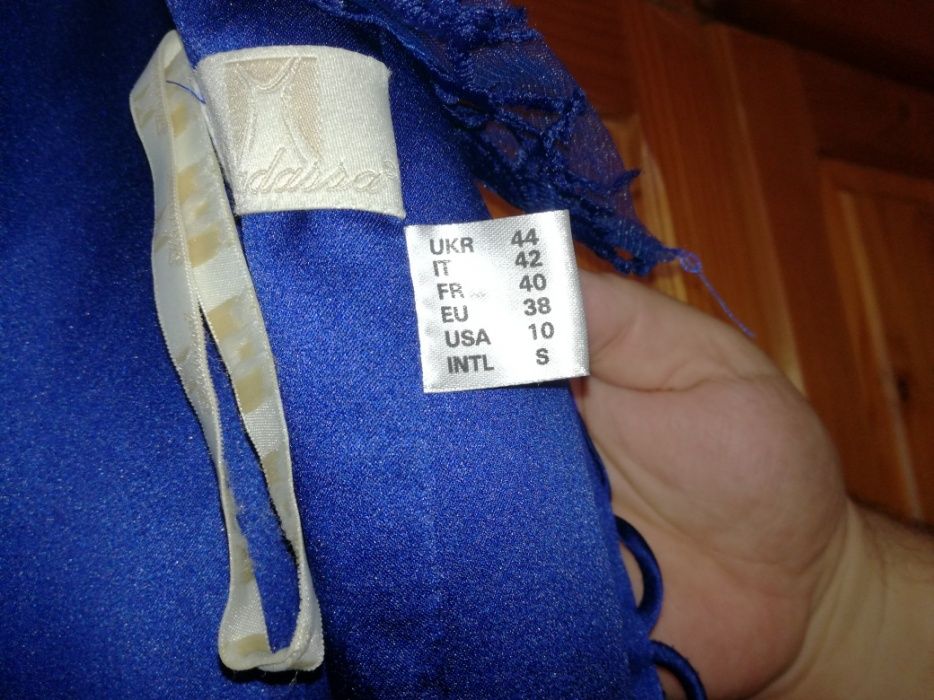 UKR 44
IT 42
FR 40
EU 38
USA 10
INTL S